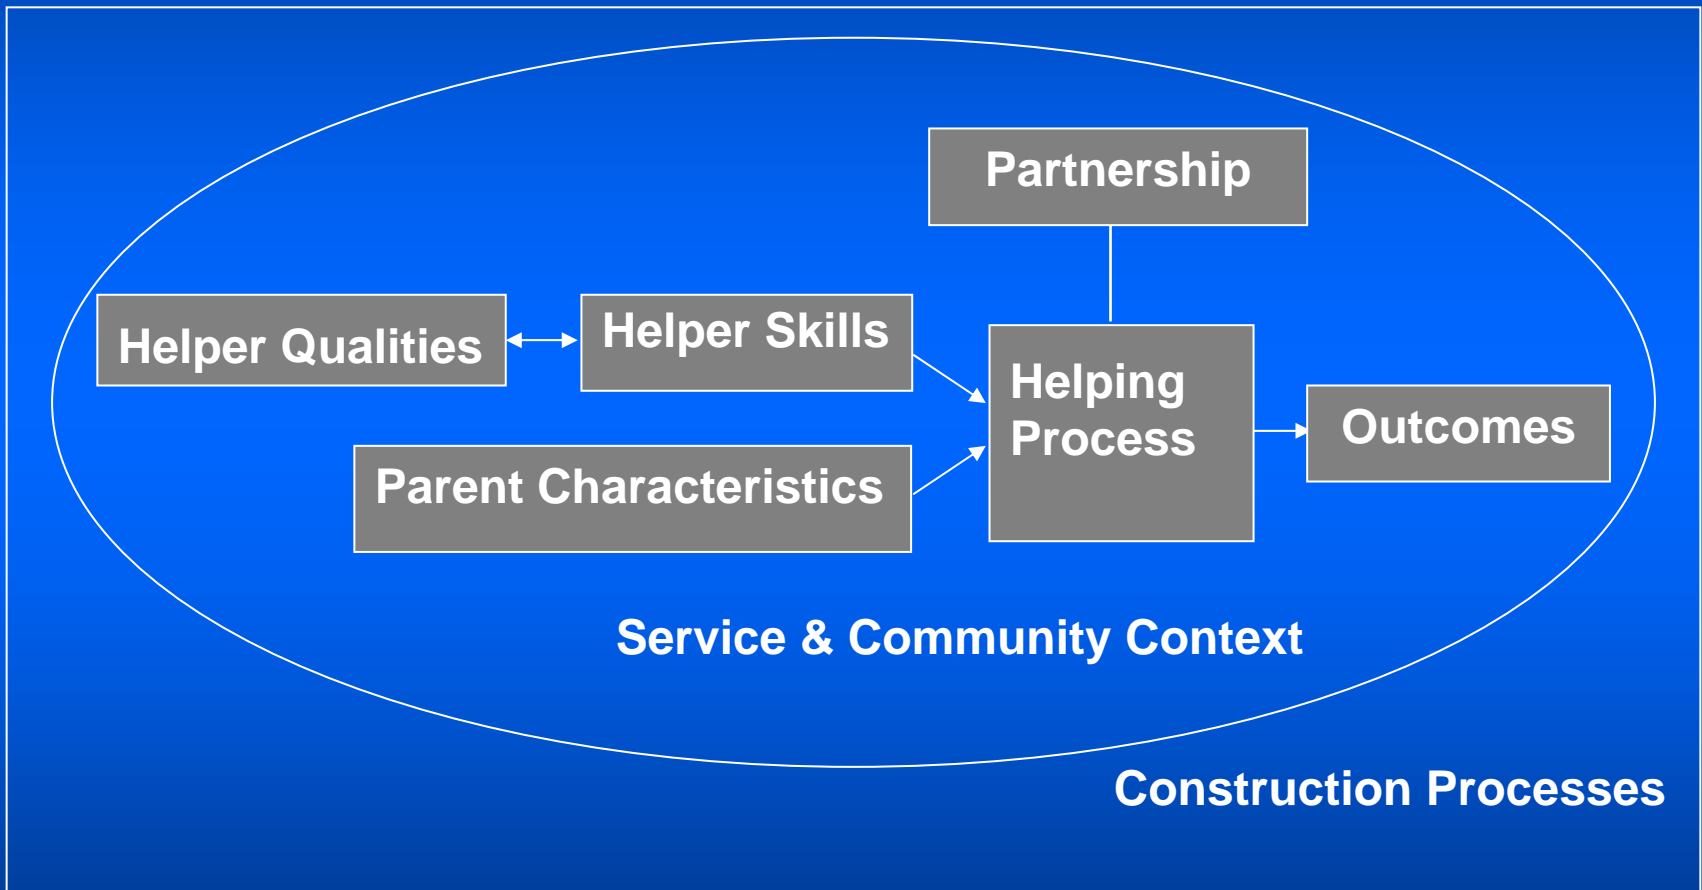 Partnership
Helper Qualities
Helper Skills
Helping
Process
Parent Characteristics
Outcomes
Service & Community Context
Construction Processes